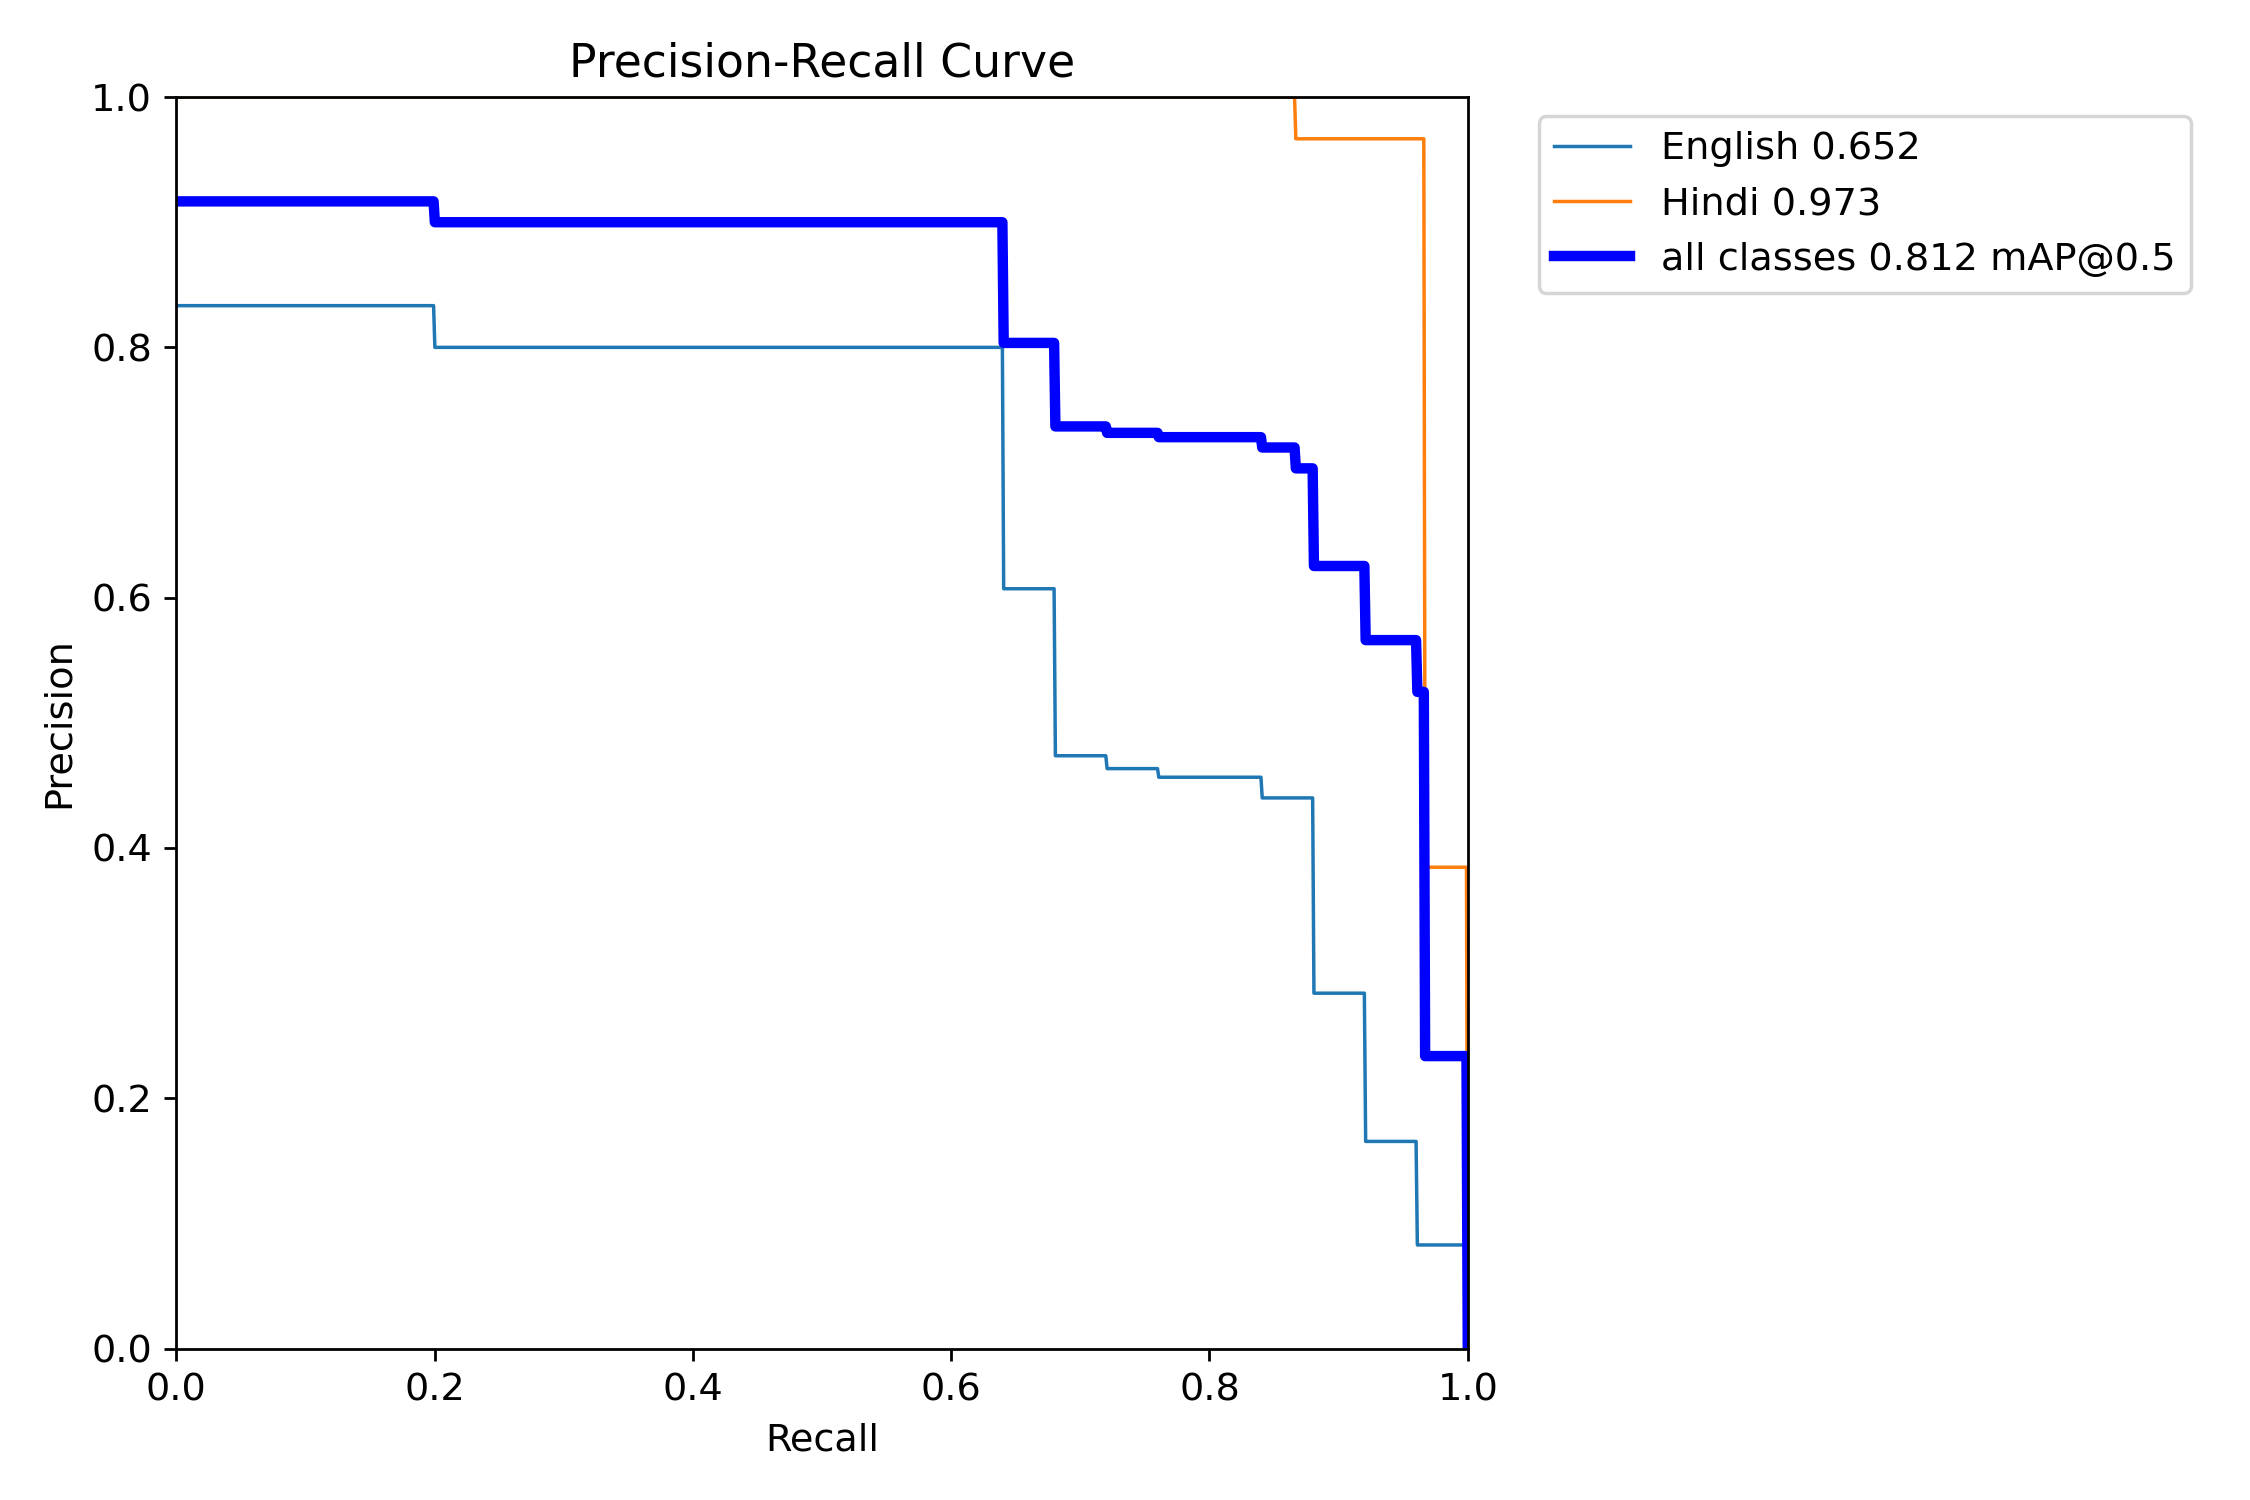 Precision-Recall Curve
English 0.652
Hindi 0.973
all classes 0.812 mAP@0.5
Precision
1.0
0.8
0.6
0.4
0.2
0.0
0.0 0.2 0.4 0.6 0.8 1.0
Recall